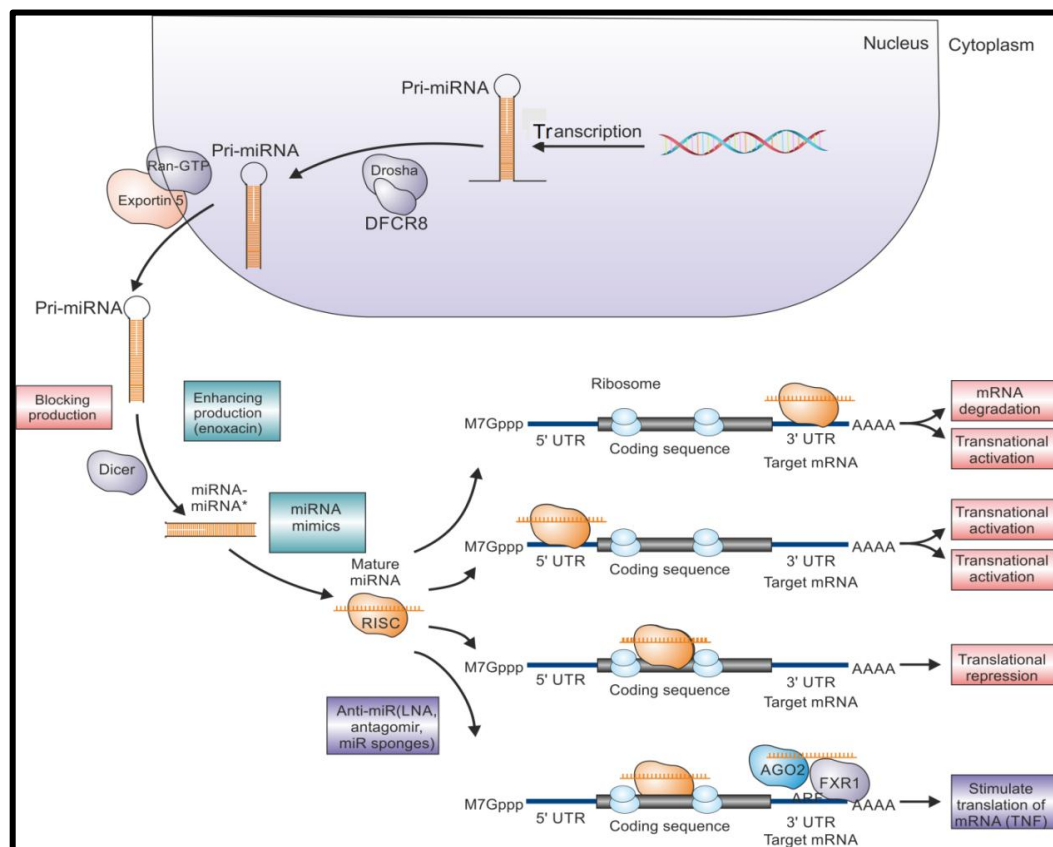 Nucleus
Cytoplasm
Pri-miRNA
Transcription
Pri-miRNA
Ran-GTP
Exportin 5
Drosha
DFCR8
Pri-miRNA
Blocking
production
Enhancing
production
(enoxacin)
Dicer
miRNA-
miRNA*
miRNA
mimics
Mature
miRNA
RISC
Anti-miR(LNA,
antagomir,
miR sponges)
Ribosome
M7Gppp
5' UTR
Coding sequence
3' UTR
AAAA
Target mRNA
mRNA
degradation
Transnational
activation
M7Gppp
5' UTR
Coding sequence
3' UTR
AAAA
Target mRNA
Transnational
activation
Transnational
activation
M7Gppp
5' UTR
Coding sequence
3' UTR
AAAA
Target mRNA
Translational
repression
AGO2
FXR1
M7Gppp
5' UTR
Coding sequence
3' UTR
AAAA
Target mRNA
Stimulate
translation of
mRNA (TNF)